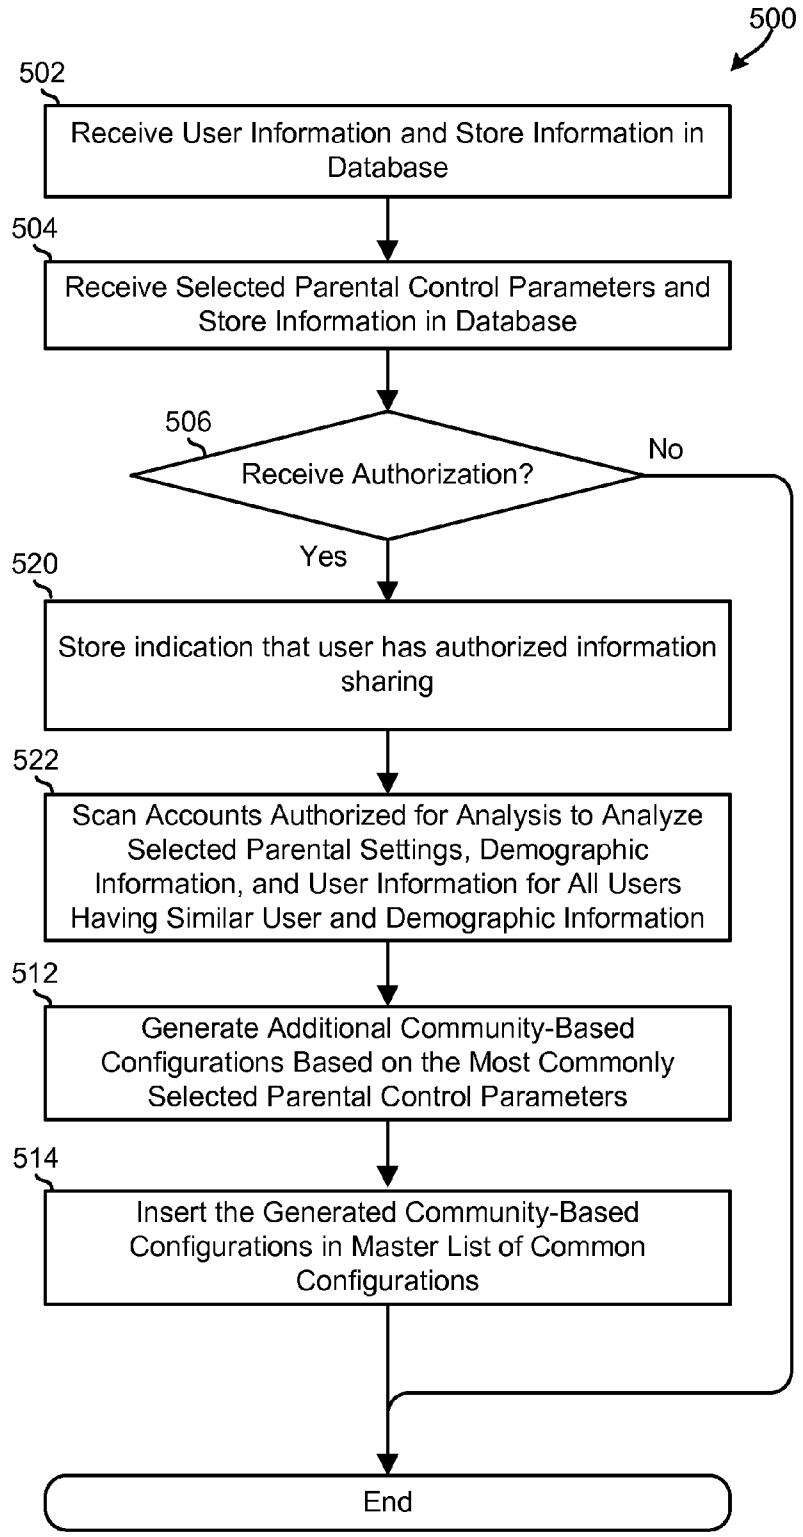 500
502
Receive User Information and Store Information in
Database
504
Receive Selected Parental Control Parameters and
Store Information in Database
506
Receive Authorization?
No
Yes
520
Store indication that user has authorized information
sharing
522
Scan Accounts Authorized for Analysis to Analyze
Selected Parental Settings, Demographic
Information, and User Information for All Users
Having Similar User and Demographic Information
512
Generate Additional Community-Based
Configurations Based on the Most Commonly
Selected Parental Control Parameters
514
Insert the Generated Community-Based
Configurations in Master List of Common
Configurations
End